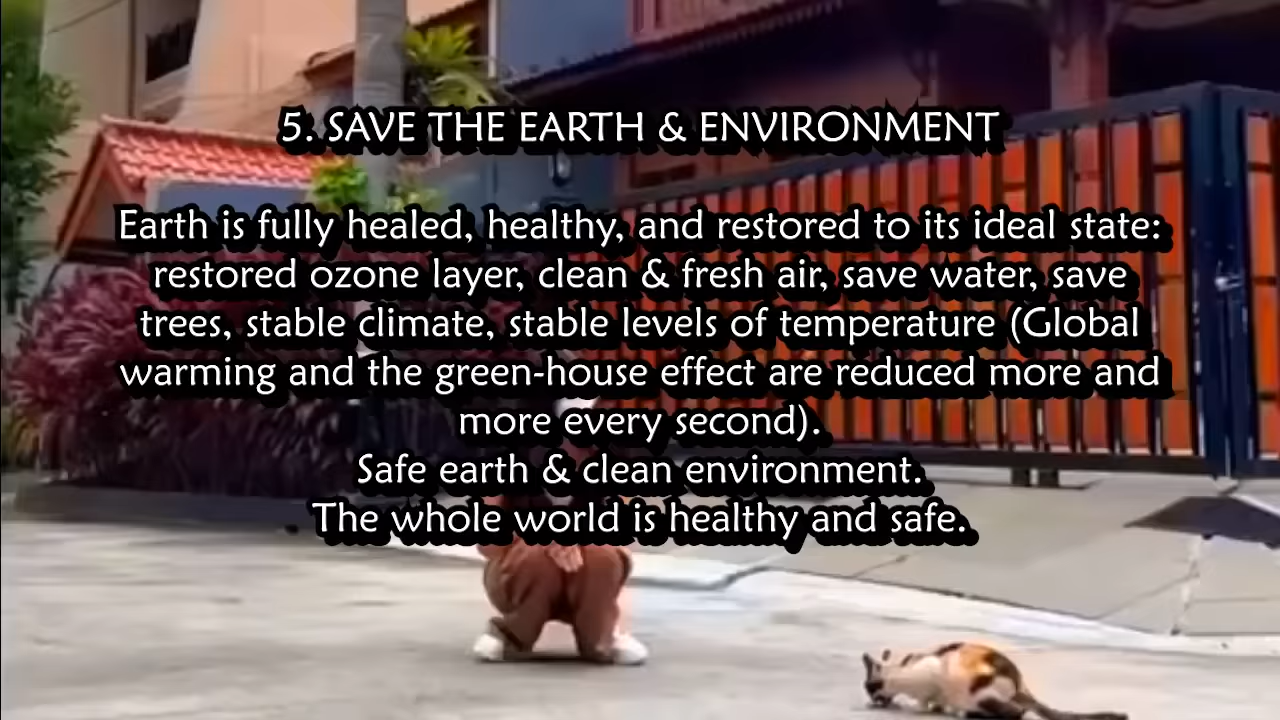 5. SAVE THE EARTH & ENVIRONMENT
Earth is fully healed, healthy, and restored to its ideal state:
restored ozone layer, clean & fresh air, save water, save
trees, stable climate, stable levels of temperature (Global
warming and the green-house effect are reduced more and
more every second).
Safe earth & clean environment.
The whole world is healthy and safe.